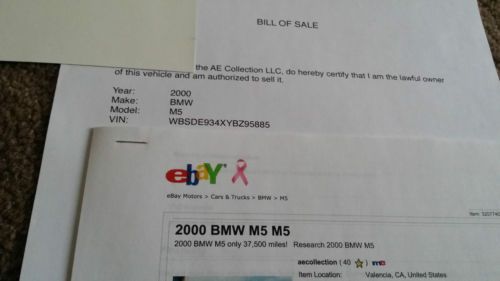 BILL OF SALE
the AE Collection LLC, do hereby certify that I am the lawful owner
of this vehicle and am authorized to sell it.
Year: 2000
Make: BMW
Model: M5
VIN: WBSDE934XYBZ95885
ebaY
eBay Motors > Cars & Trucks > BMW > M5
Item:
2000 BMW M5 M5
2000 BMW M5 only 37,500 miles! Research 2000 BMW M5
aecollection ( 40 ) me
Item Location: Valencia, CA, United States